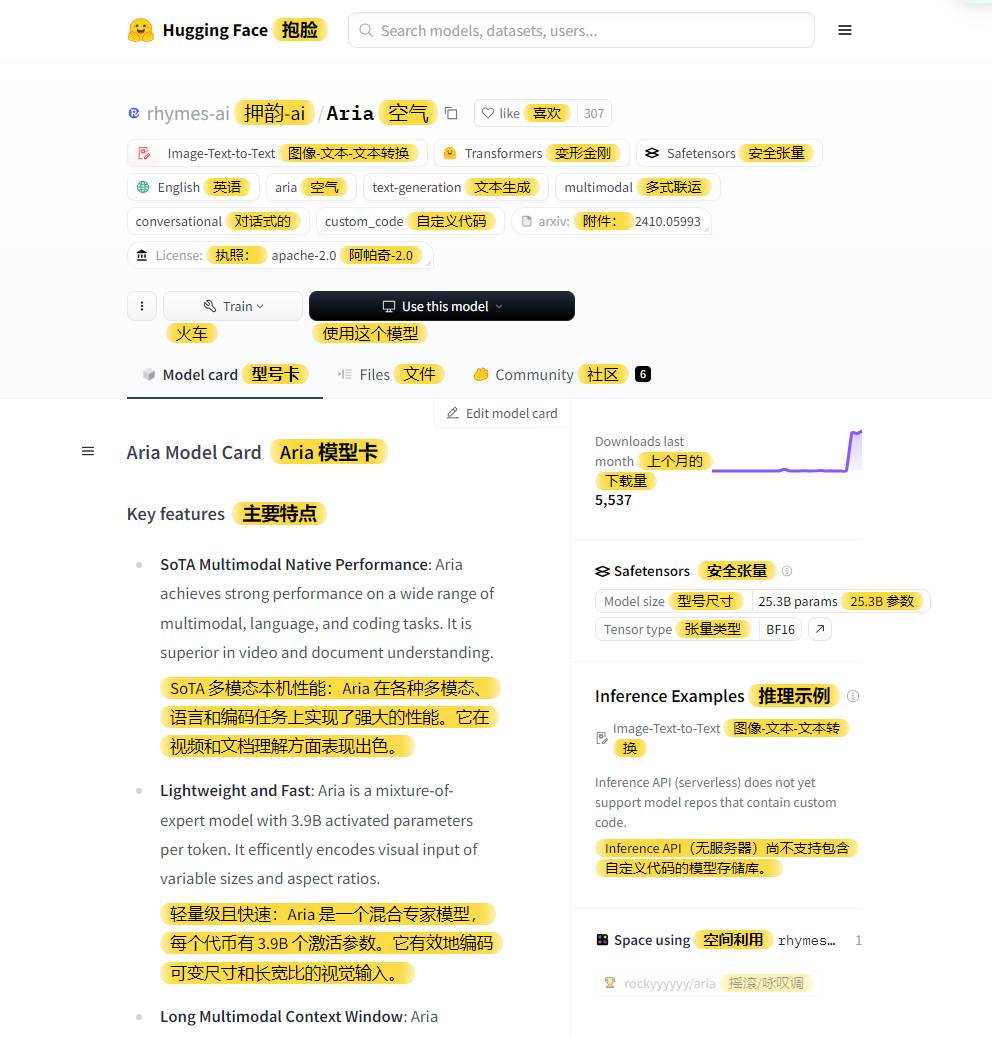 Hugging Face 抱脸 Search models, datasets, users...
rhymes-ai 押韵-ai / Aria 空气 like 喜欢 307
Image-Text-to-Text 图像-文本-文本转换 Transformers 变形金刚 Safetensors 安全张量
English 英语 aria 空气 text-generation 文本生成 multimodal 多式联运
conversational 对话式的 custom_code 自定义代码 arxiv: 附件: 2410.05993
License: 执照: apache-2.0 阿帕奇-2.0
Train Use this model
火车 使用这个模型
Model card 型号卡 Files 文件 Community 社区 6
Edit model card
Aria Model Card Aria 模型卡
Key features 主要特点
SoTA Multimodal Native Performance: Aria
achieves strong performance on a wide range of
multimodal, language, and coding tasks. It is
superior in video and document understanding.
SoTA 多模态本机性能：Aria 在各种多模态、
语言和编码任务上实现了强大的性能。它在
视频和文档理解方面表现出色。
Lightweight and Fast: Aria is a mixture-of-
expert model with 3.9B activated parameters
per token. It efficently encodes visual input of
variable sizes and aspect ratios.
轻量级且快速：Aria 是一个混合专家模型，
每个代币有 3.9B 个激活参数。它有效地编码
可变尺寸和长宽比的视觉输入。
Long Multimodal Context Window: Aria
Downloads last
month 上个月的
下载量
5,537
Safetensors 安全张量
Model size 型号尺寸 25.3B params 25.3B 参数
Tensor type 张量类型 BF16
Inference Examples 推理示例
Image-Text-to-Text 图像-文本-文本转
换
Inference API (serverless) does not yet
support model repos that contain custom
code.
Inference API（无服务器）尚不支持包含
自定义代码的模型存储库。
Space using 空间利用 rhymes… 1
rockyyyyyy/aria 摇滚/咏叹调